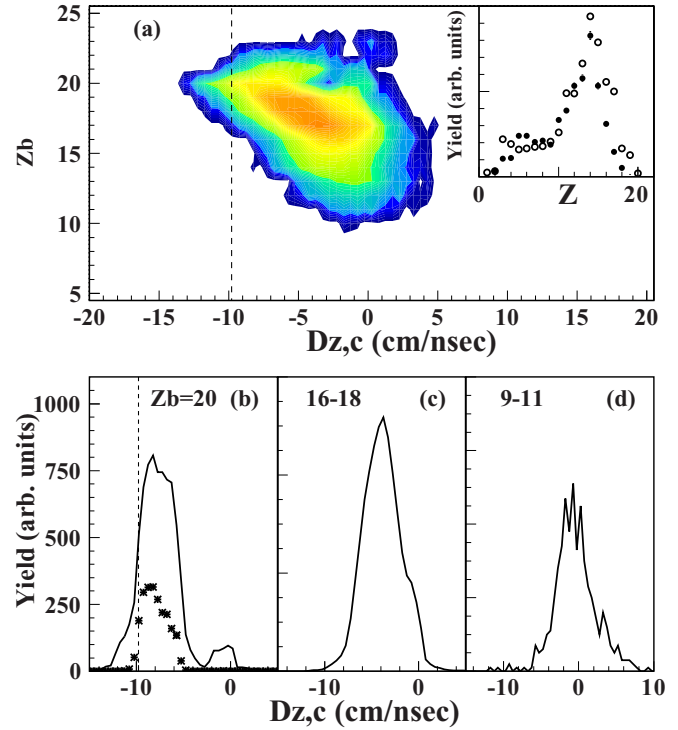 (a)
25
20
15
10
5
Zb
-20 -15 -10 -5 0 5 10 15 20
Dz,c (cm/nsec)
Yield (arb. units)
0 Z 20
Yield (arb. units)
1000
750
500
250
0
Zb=20 (b)
16-18 (c)
9-11 (d)
-10 0 -10 0 -10 0 10
Dz,c (cm/nsec)